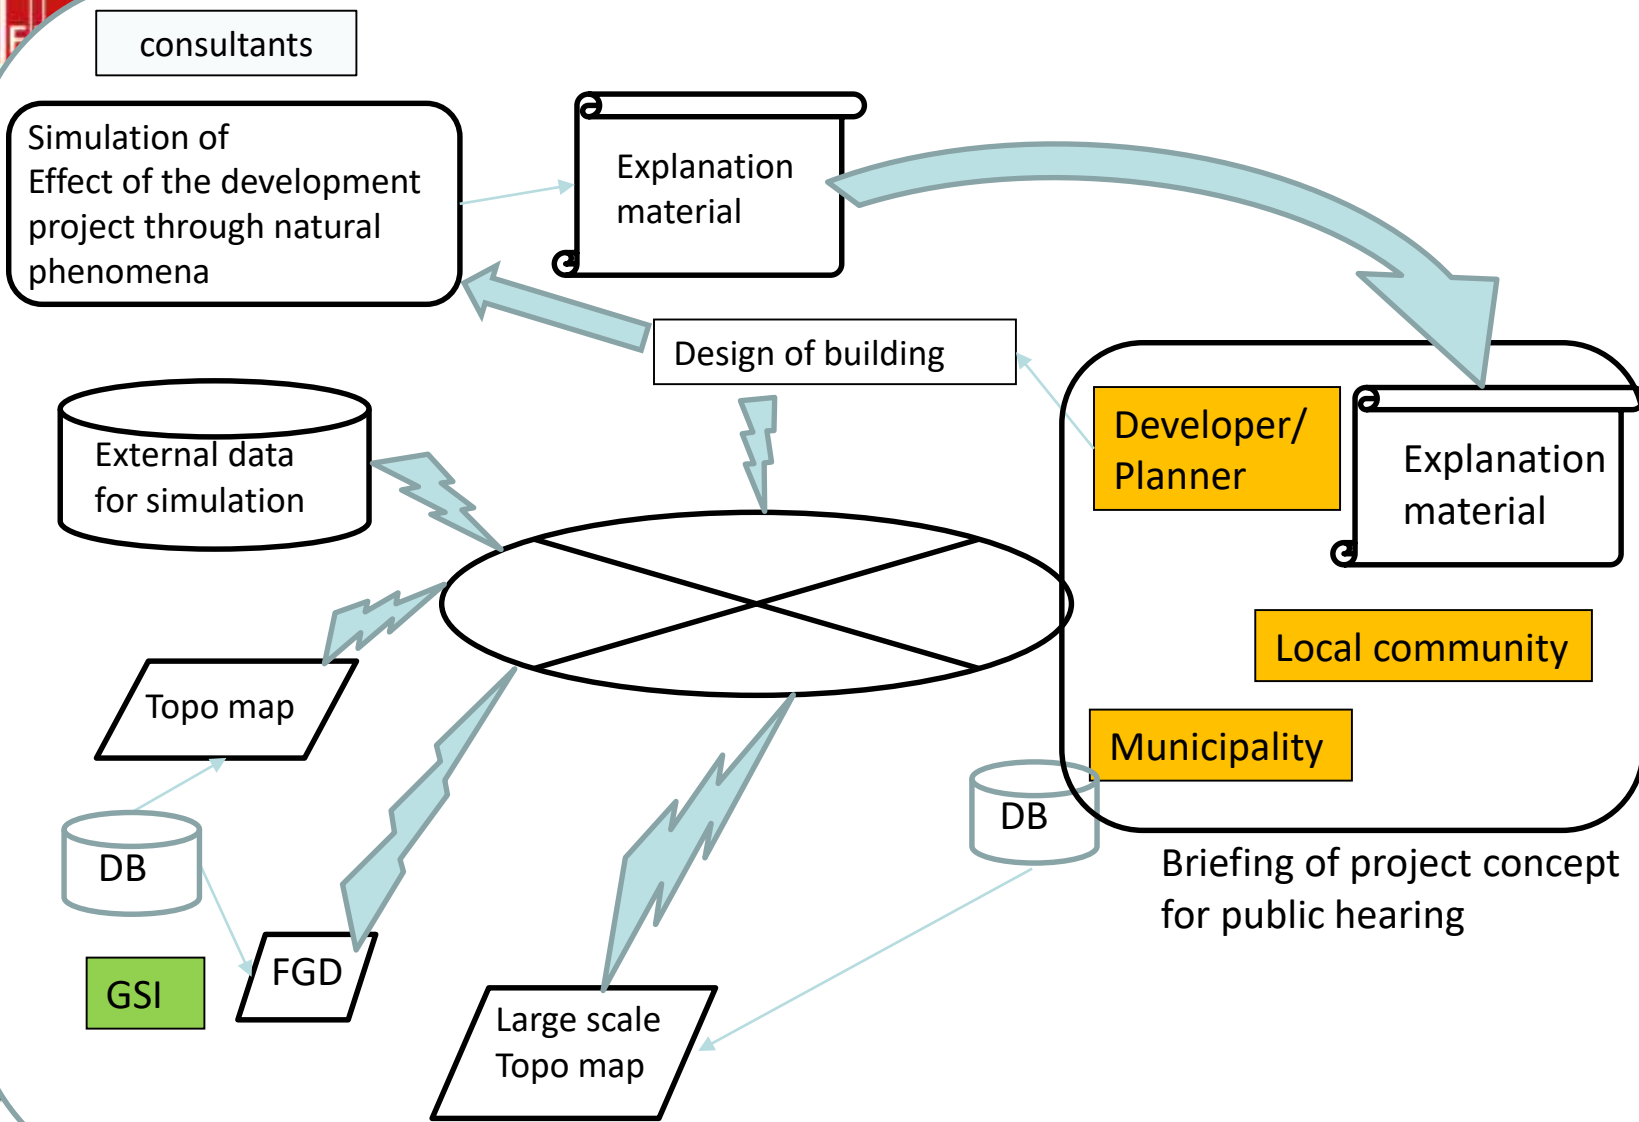 E
consultants
Simulation of
Effect of the development
project through natural
phenomena
Explanation
material
Design of building
External data
for simulation
Developer/
Planner
Explanation
material
Local community
Topo map
Municipality
DB
DB
Briefing of project concept
for public hearing
FGD
GSI
Large scale
Topo map